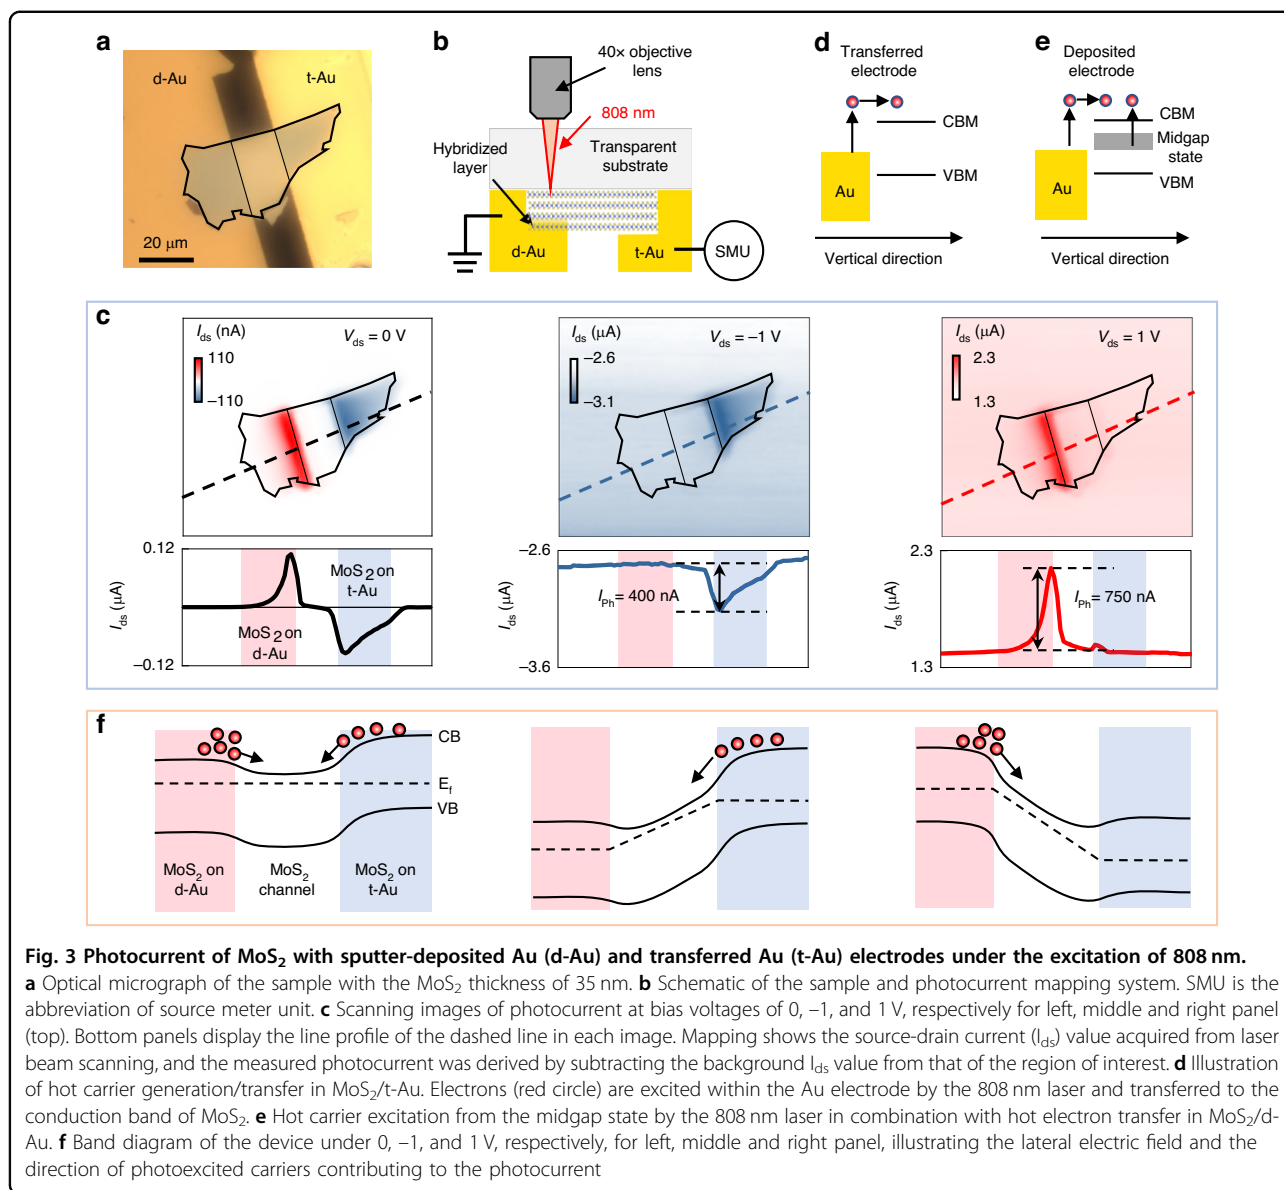 a
d-Au
t-Au
20 μm
b
40× objective
lens
808 nm
Hybridized
layer
Transparent
substrate
d-Au
t-Au
SMU
d
Transferred
electrode
CBM
VBM
Au
Vertical direction
e
Deposited
electrode
CBM
Midgap
state
VBM
Au
Vertical direction
c
Ids (nA)
110
−110
Vds = 0 V
Ids (μA)
−2.6
−3.1
Vds = −1 V
Ids (μA)
2.3
1.3
Vds = 1 V
0.12
Ids (μA)
−0.12
MoS2 on
t-Au
MoS2 on
d-Au
−2.6
Ids (μA)
−3.6
IPh = 400 nA
2.3
Ids (μA)
1.3
IPh = 750 nA
f
CB
Ef
VB
MoS2 on
d-Au
MoS2
channel
MoS2 on
t-Au
Fig. 3 Photocurrent of MoS2 with sputter-deposited Au (d-Au) and transferred Au (t-Au) electrodes under the excitation of 808 nm.
a Optical micrograph of the sample with the MoS2 thickness of 35 nm. b Schematic of the sample and photocurrent mapping system. SMU is the
abbreviation of source meter unit. c Scanning images of photocurrent at bias voltages of 0, –1, and 1 V, respectively for left, middle and right panel
(top). Bottom panels display the line profile of the dashed line in each image. Mapping shows the source-drain current (Ids) value acquired from laser
beam scanning, and the measured photocurrent was derived by subtracting the background Ids value from that of the region of interest. d Illustration
of hot carrier generation/transfer in MoS2/t-Au. Electrons (red circle) are excited within the Au electrode by the 808 nm laser and transferred to the
conduction band of MoS2. e Hot carrier excitation from the midgap state by the 808 nm laser in combination with hot electron transfer in MoS2/d-
Au. f Band diagram of the device under 0, –1, and 1 V, respectively, for left, middle and right panel, illustrating the lateral electric field and the
direction of photoexcited carriers contributing to the photocurrent